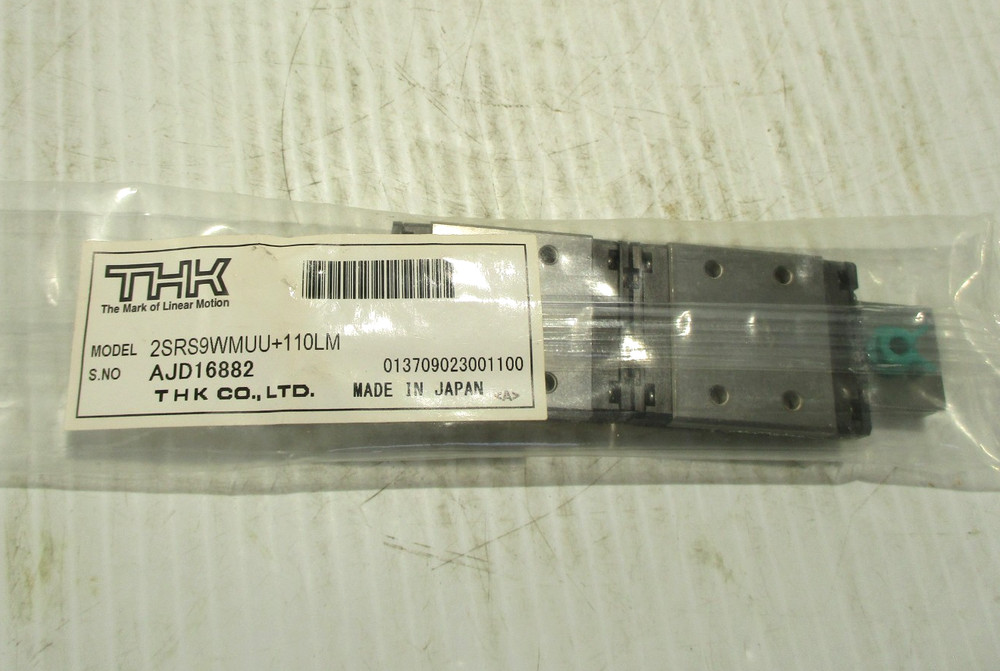 THK
The Mark of Linear Motion
MODEL 2SRS9WMUU+110LM
S.NO AJD16882 013709023001100
THK CO., LTD. MADE IN JAPAN <A>